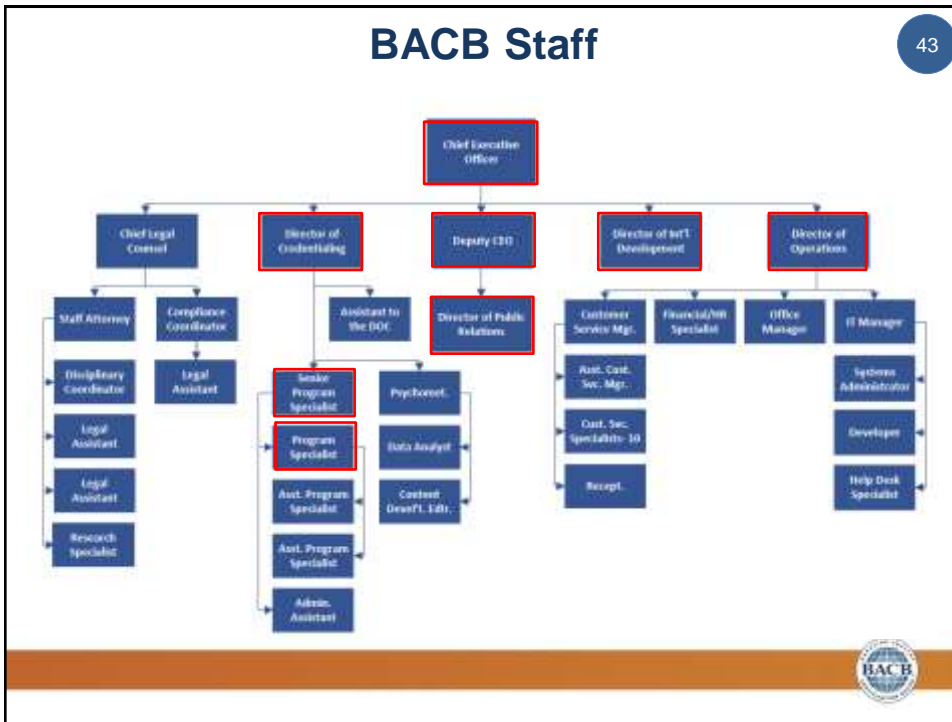 BACB Staff
43
Chief Executive
Officer
Chief Legal
Counsel
Director of
Credentialing
Deputy CEO
Director of Int'l
Development
Director of
Operations
Staff Attorney
Compliance
Coordinator
Assistant to
the DOC
Director of Public
Relations
Customer
Service Mgr.
Financial/HR
Specialist
Office
Manager
IT Manager
Disciplinary
Coordinator
Legal
Assistant
Senior
Program
Specialist
Psychomet.
Asst. Cust.
Svc. Mgr.
Systems
Administrator
Legal
Assistant
Program
Specialist
Data Analyst
Cust. Sec.
Specialists- 10
Developer
Legal
Assistant
Asst. Program
Specialist
Content
Devel't. Edtr.
Recept.
Help Desk
Specialist
Research
Specialist
Asst. Program
Specialist
Admin.
Assistant
BACB